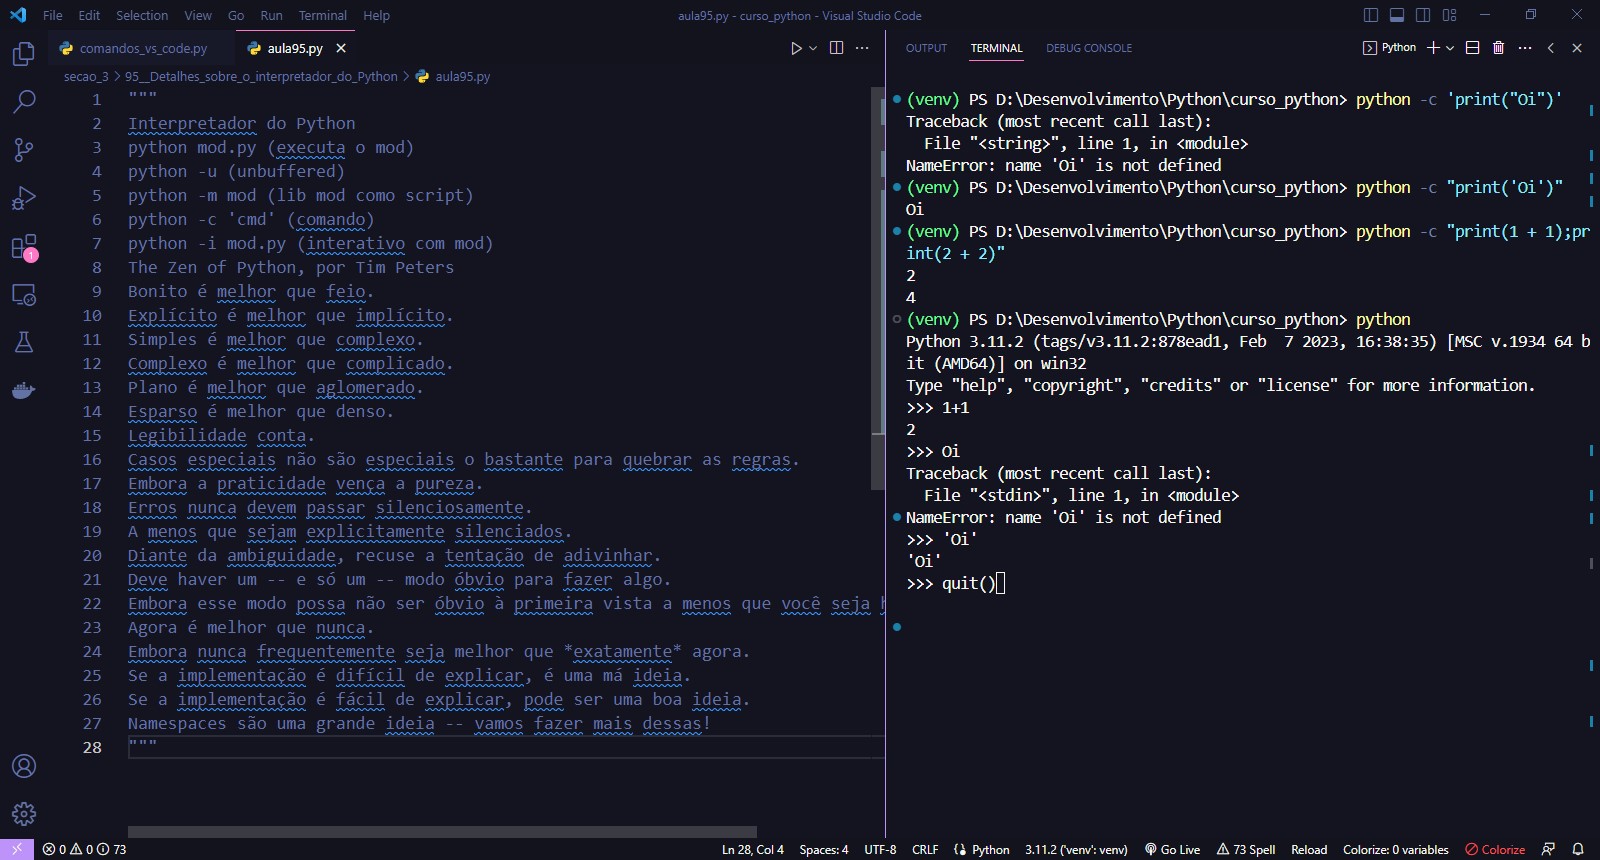 File Edit Selection View Go Run Terminal Help
aula95.py - curso_python - Visual Studio Code
comandos_vs_code.py aula95.py
secao_3 > 95__Detalhes_sobre_o_interpretador_do_Python > aula95.py
1 """
2 Interpretador do Python
3 python mod.py (executa o mod)
4 python -u (unbuffered)
5 python -m mod (lib mod como script)
6 python -c 'cmd' (comando)
7 python -i mod.py (interativo com mod)
8 The Zen of Python, por Tim Peters
9 Bonito é melhor que feio.
10 Explícito é melhor que implícito.
11 Simples é melhor que complexo.
12 Complexo é melhor que complicado.
13 Plano é melhor que aglomerado.
14 Esparso é melhor que denso.
15 Legibilidade conta.
16 Casos especiais não são especiais o bastante para quebrar as regras.
17 Embora a praticidade vença a pureza.
18 Erros nunca devem passar silenciosamente.
19 A menos que sejam explicitamente silenciados.
20 Diante da ambiguidade, recuse a tentação de adivinhar.
21 Deve haver um -- e só um -- modo óbvio para fazer algo.
22 Embora esse modo possa não ser óbvio à primeira vista a menos que você seja
23 Agora é melhor que nunca.
24 Embora nunca frequentemente seja melhor que *exatamente* agora.
25 Se a implementação é difícil de explicar, é uma má ideia.
26 Se a implementação é fácil de explicar, pode ser uma boa ideia.
27 Namespaces são uma grande ideia -- vamos fazer mais dessas!
28 """
OUTPUT TERMINAL DEBUG CONSOLE
Python
(venv) PS D:\Desenvolvimento\Python\curso_python> python -c 'print("Oi")'
Traceback (most recent call last):
File "<string>", line 1, in <module>
NameError: name 'Oi' is not defined
(venv) PS D:\Desenvolvimento\Python\curso_python> python -c "print('Oi')"
Oi
(venv) PS D:\Desenvolvimento\Python\curso_python> python -c "print(1 + 1);pr
int(2 + 2)"
2
4
(venv) PS D:\Desenvolvimento\Python\curso_python> python
Python 3.11.2 (tags/v3.11.2:878ead1, Feb  7 2023, 16:38:35) [MSC v.1934 64 b
it (AMD64)] on win32
Type "help", "copyright", "credits" or "license" for more information.
>>> 1+1
2
>>> Oi
Traceback (most recent call last):
File "<stdin>", line 1, in <module>
NameError: name 'Oi' is not defined
>>> 'Oi'
'Oi'
>>> quit()
1
0 0 73
Ln 28, Col 4 Spaces: 4 UTF-8 CRLF Python 3.11.2 ('venv': venv) Go Live 73 Spell Reload Colorize: 0 variables Colorize